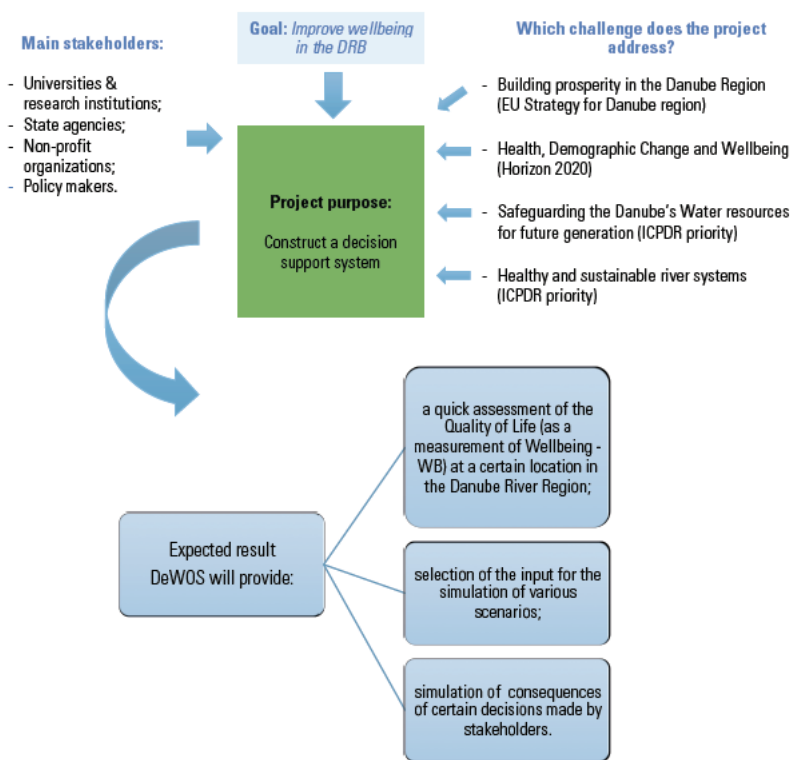 Main stakeholders:
- Universities &
research institutions;
- State agencies;
- Non-profit
organizations;
- Policy makers.
Goal: Improve wellbeing
in the DRB
Which challenge does the project
address?
- Building prosperity in the Danube Region
(EU Strategy for Danube region)
- Health, Demographic Change and Wellbeing
(Horizon 2020)
- Safeguarding the Danube's Water resources
for future generation (ICPDR priority)
- Healthy and sustainable river systems
(ICPDR priority)
Project purpose:
Construct a decision
support system
Expected result
DeWOS will provide:
a quick assessment of the
Quality of Life (as a
measurement of Wellbeing -
WB) at a certain location in
the Danube River Region;
selection of the input for the
simulation of various
scenarios;
simulation of consequences
of certain decisions made by
stakeholders.